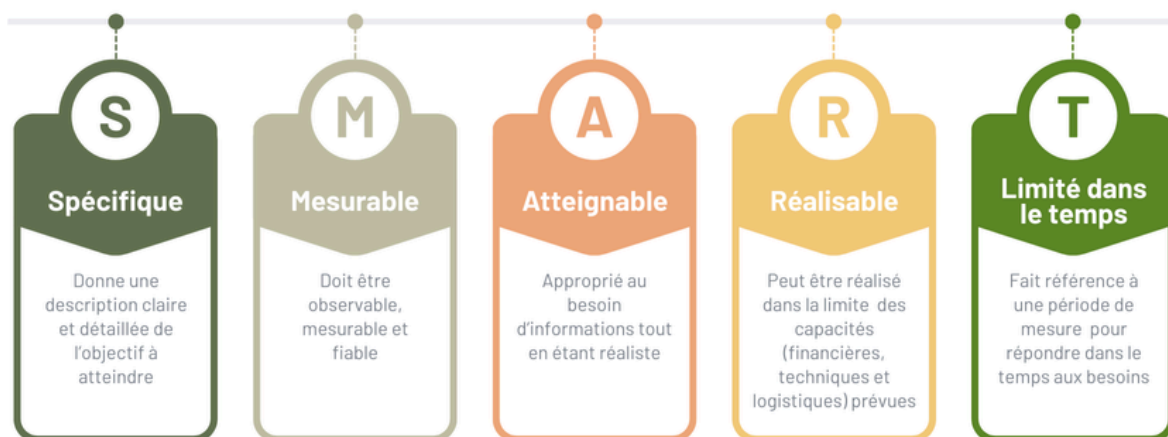 S
Spécifique
Donne une
description claire
et détaillée de
l'objectif à
atteindre
M
Mesurable
Doit être
observable,
mesurable et
fiable
A
Atteignable
Approprié au
besoin
d'informations tout
en étant réaliste
R
Réalisable
Peut être réalisé
dans la limite des
capacités
(financières,
techniques et
logistiques) prévues
T
Limité dans
le temps
Fait référence à
une période de
mesure pour
répondre dans le
temps aux besoins